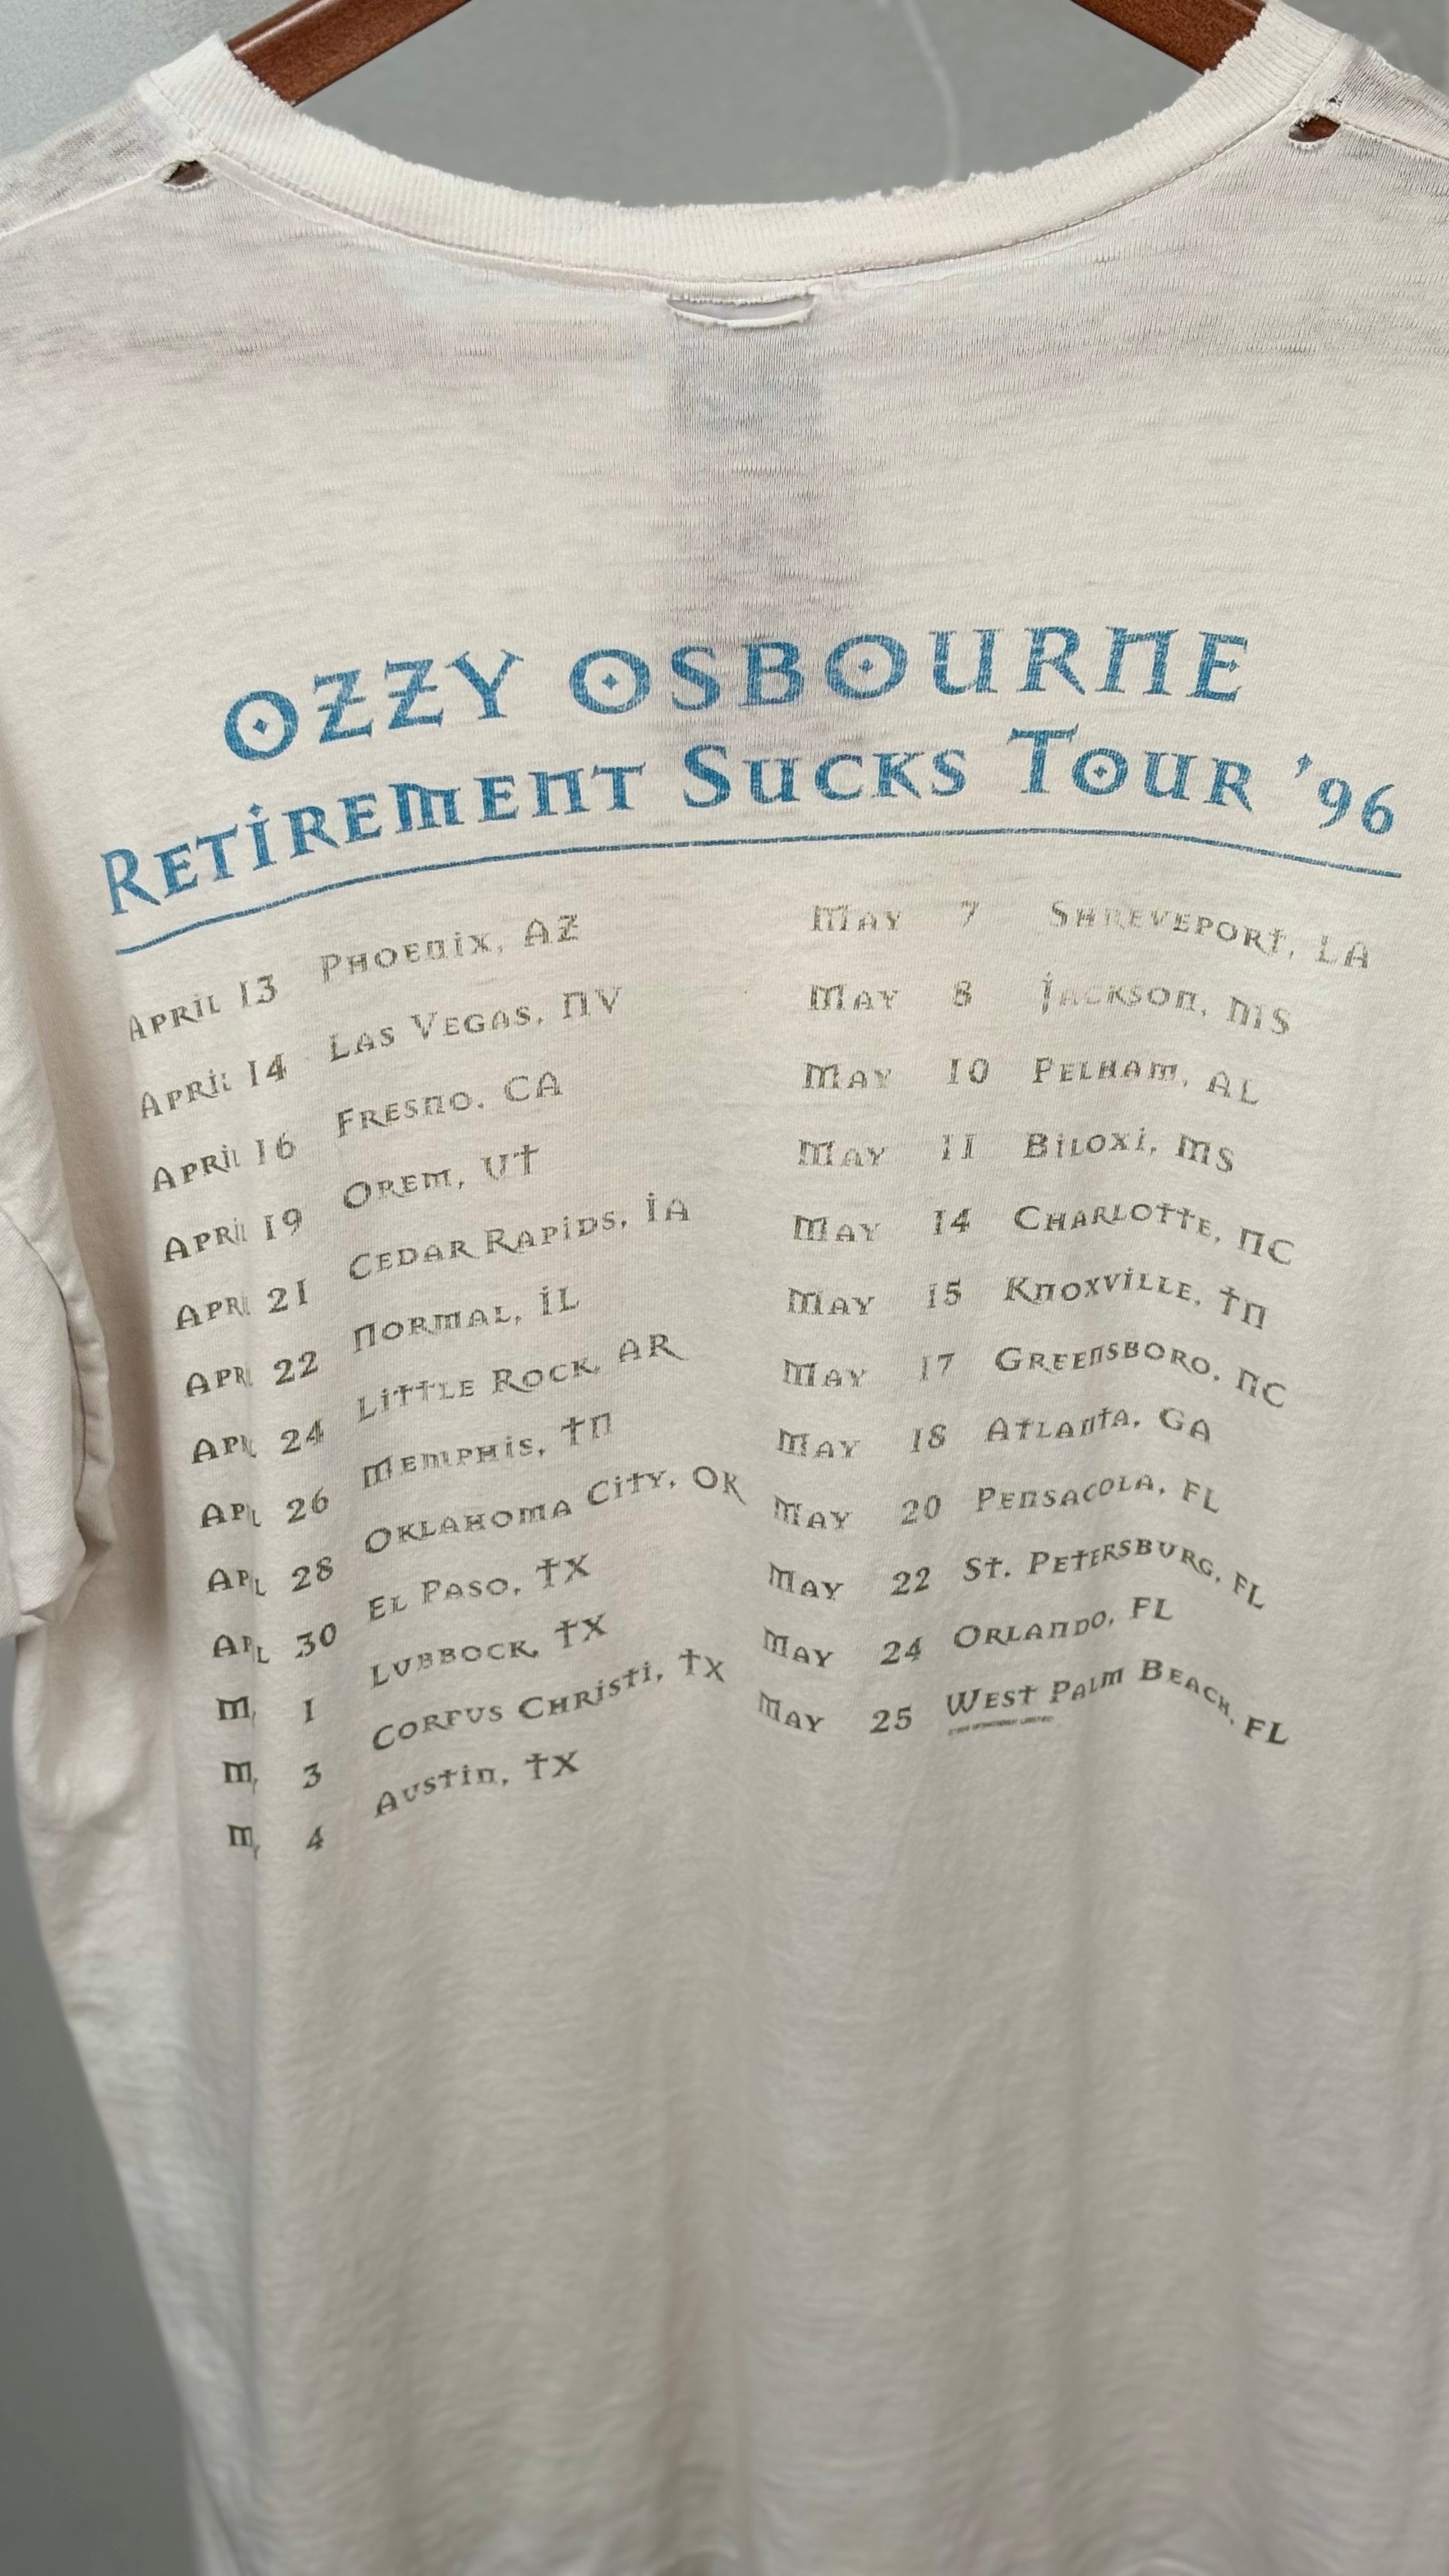 OZZY OSBOURNE
RETIREMENT SUCKS TOUR '96
APRIL 13 PHOENIX, AZ
APRIL 14 LAS VEGAS, NV
APRIL 16 FRESNO, CA
APRIL 19 OREM, UT
APRIL 21 CEDAR RAPIDS, IA
APRIL 22 NORMAL, IL
APRIL 24 LITTLE ROCK, AR
APRIL 26 MEMPHIS, TN
APRIL 28 OKLAHOMA CITY, OK
APRIL 30 EL PASO, TX
MAY 1 LUBBOCK, TX
MAY 3 CORPUS CHRISTI, TX
MAY 4 AUSTIN, TX
MAY 7 SHREVEPORT, LA
MAY 8 JACKSON, MS
MAY 10 PELHAM, AL
MAY 11 BILOXI, MS
MAY 14 CHARLOTTE, NC
MAY 15 KNOXVILLE, TN
MAY 17 GREENSBORO, NC
MAY 18 ATLANTA, GA
MAY 20 PENSACOLA, FL
MAY 22 ST. PETERSBURG, FL
MAY 24 ORLANDO, FL
MAY 25 WEST PALM BEACH, FL